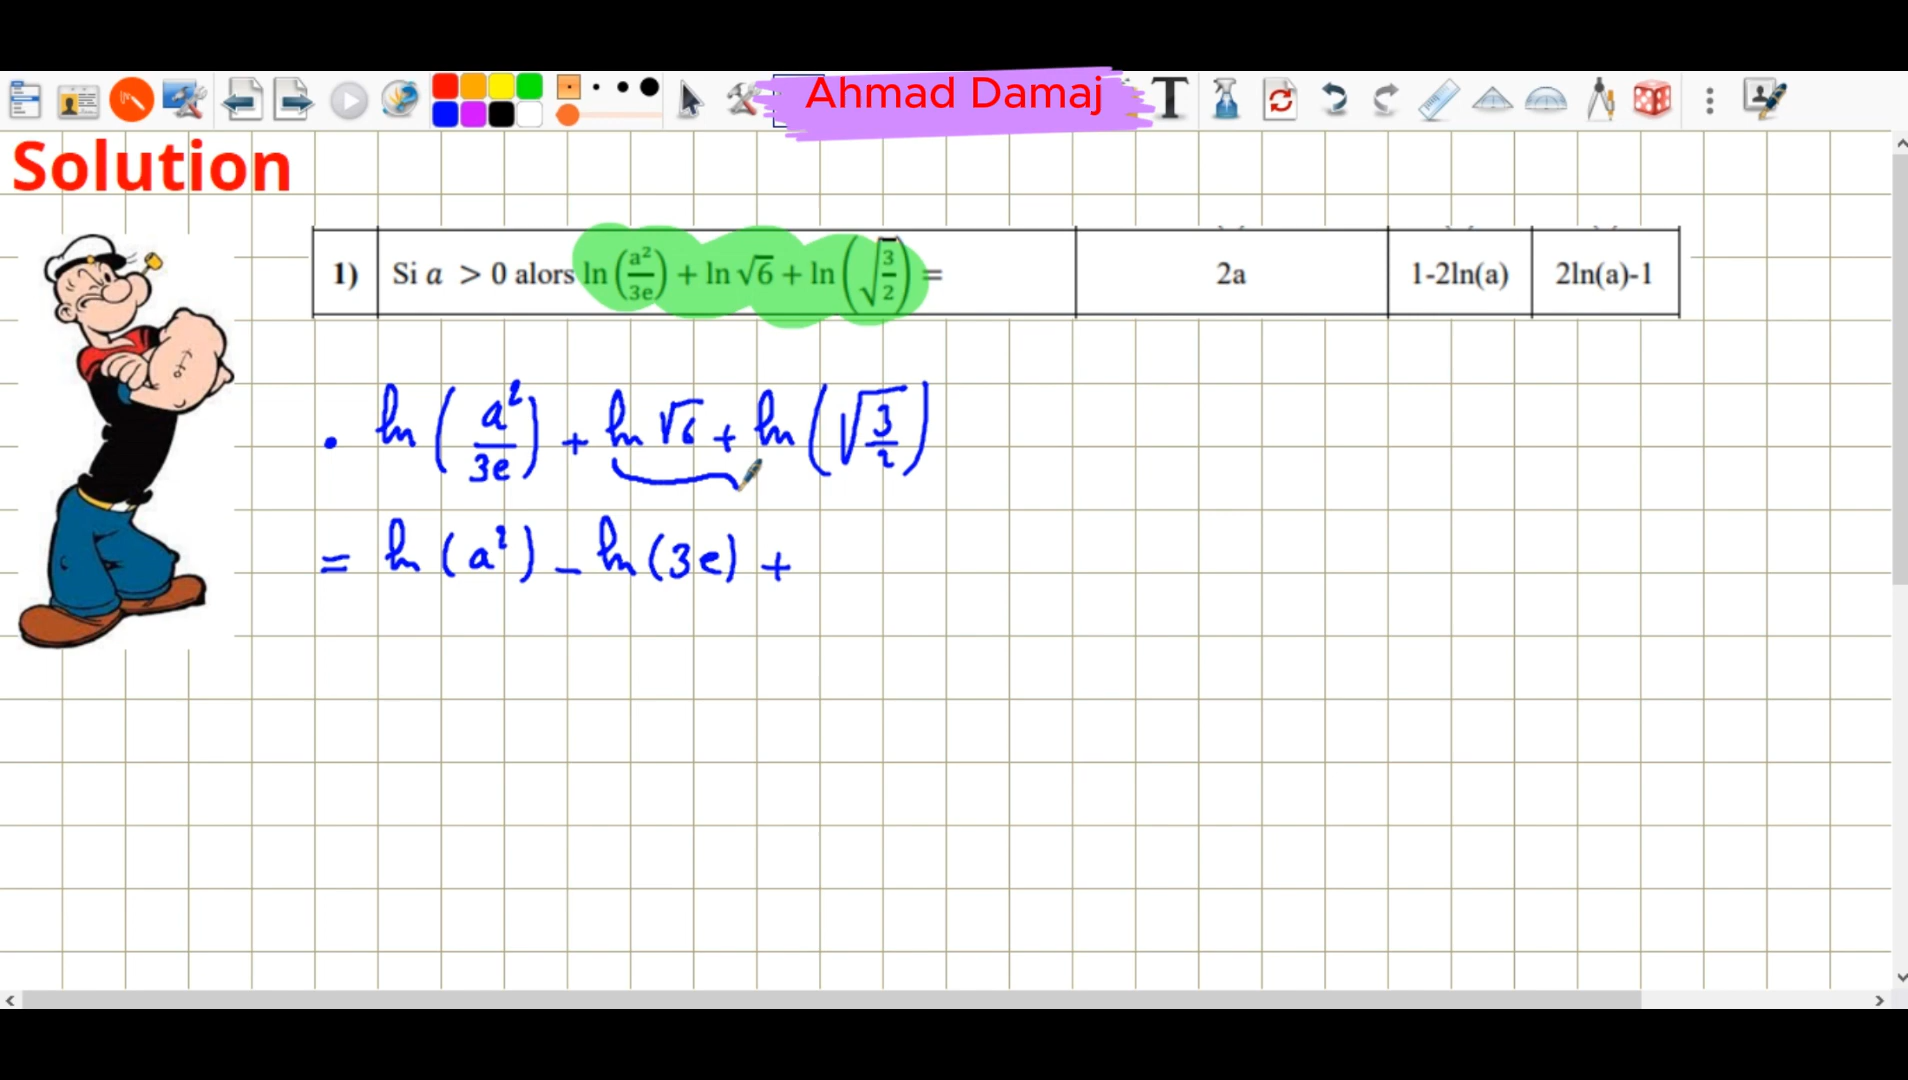 Ahmad Damaj
Solution
1) Si a > 0 alors ln(a²/3e) + ln √6 + ln(√(3/2)) = 2a 1-2ln(a) 2ln(a)-1
• ln(a²/3e) + ln √6 + ln(√(3/2))
= ln(a²) - ln(3e) +